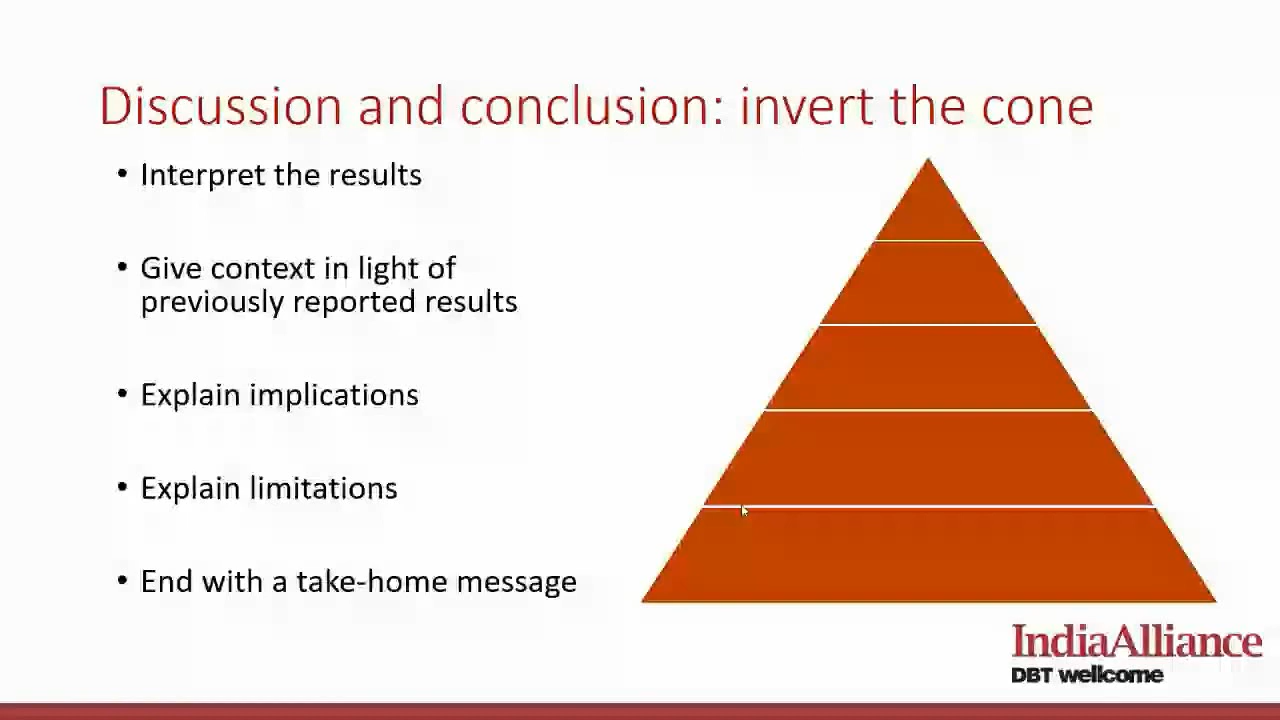 Discussion and conclusion: invert the cone
• Interpret the results
• Give context in light of
previously reported results
• Explain implications
• Explain limitations
• End with a take-home message
IndiaAlliance
DBT wellcome